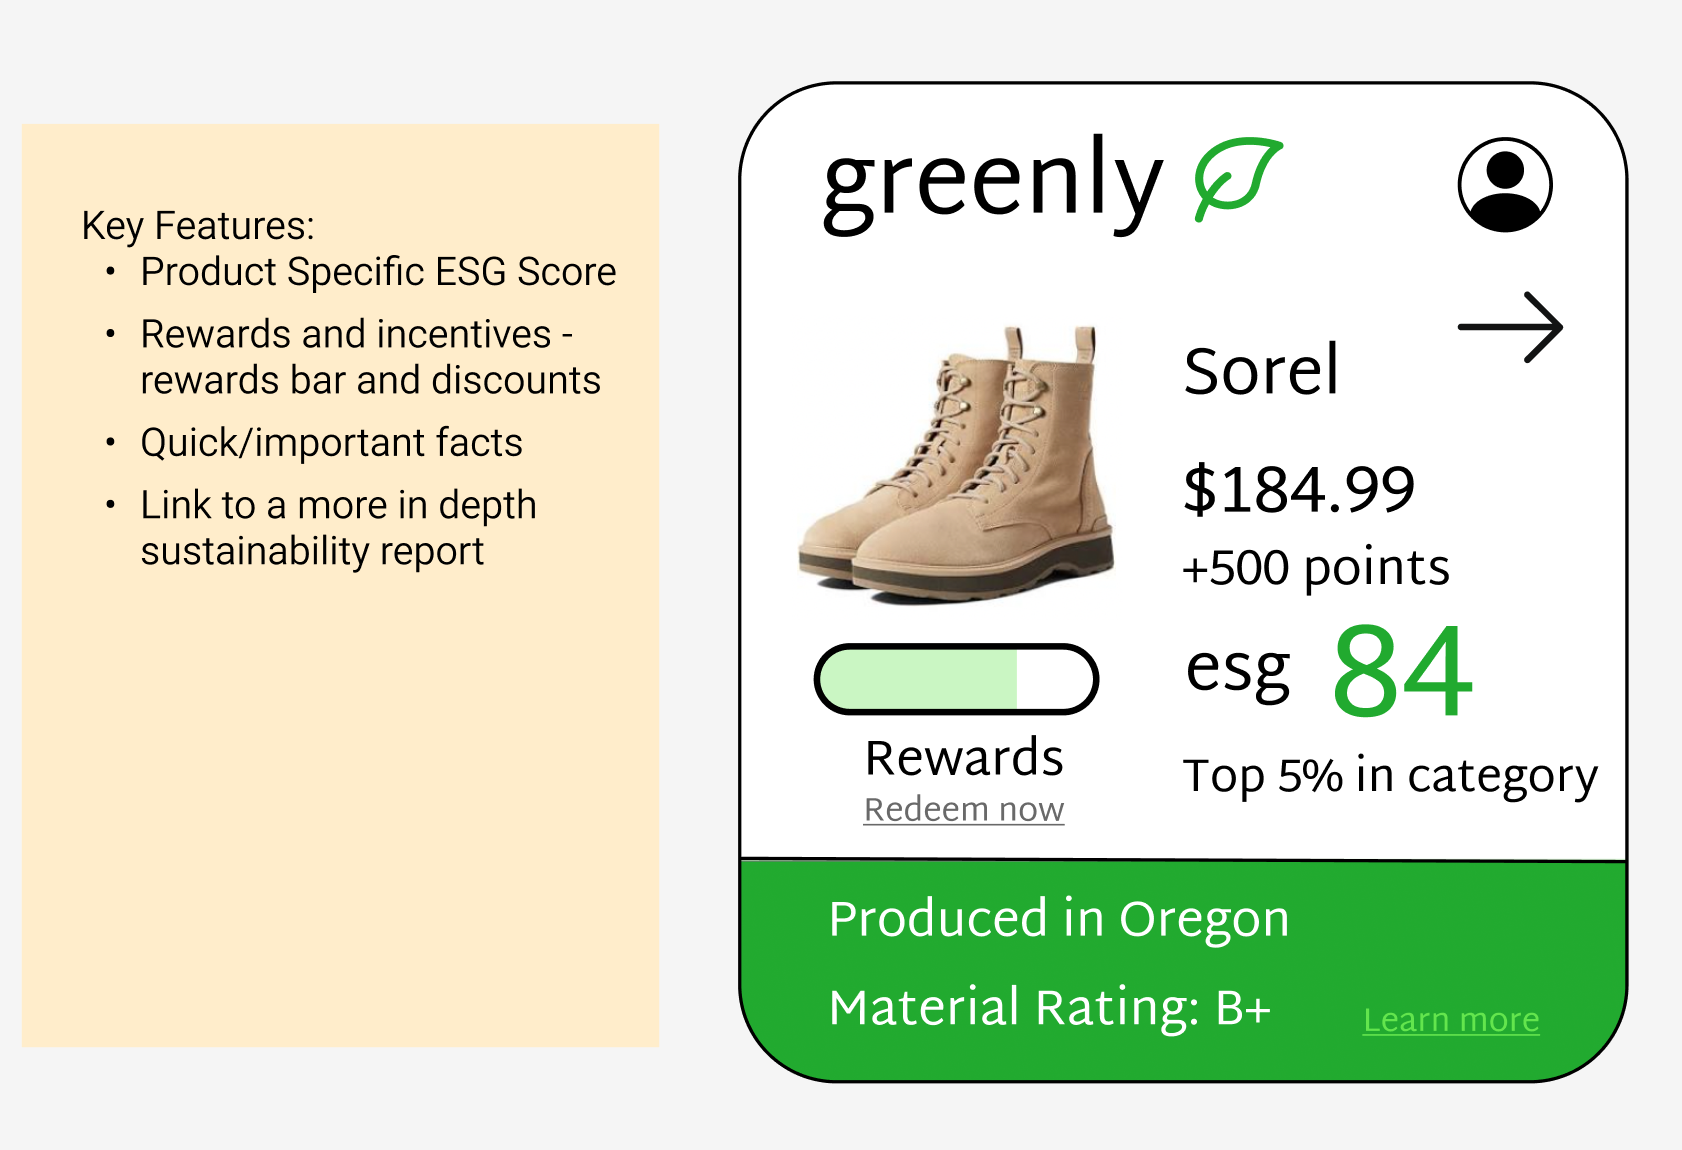 Key Features:
• Product Specific ESG Score
• Rewards and incentives -
rewards bar and discounts
• Quick/important facts
• Link to a more in depth
sustainability report
greenly
Sorel
$184.99
+500 points
esg 84
Top 5% in category
Rewards
Redeem now
Produced in Oregon
Material Rating: B+
Learn more